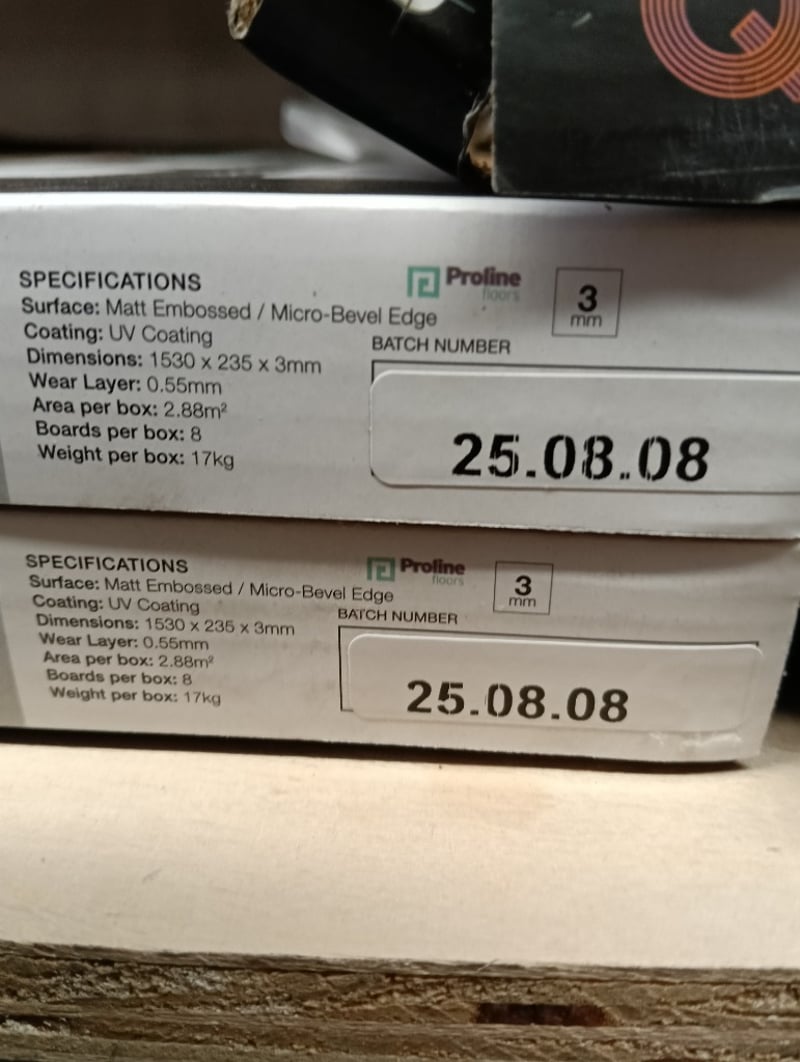 Q
SPECIFICATIONS
Surface: Matt Embossed / Micro-Bevel Edge
Coating: UV Coating
Dimensions: 1530 x 235 x 3mm
Wear Layer: 0.55mm
Area per box: 2.88m²
Boards per box: 8
Weight per box: 17kg
Proline
floors
3
mm
BATCH NUMBER
25.08.08
SPECIFICATIONS
Surface: Matt Embossed / Micro-Bevel Edge
Coating: UV Coating
Dimensions: 1530 x 235 x 3mm
Wear Layer: 0.55mm
Area per box: 2.88m²
Boards per box: 8
Weight per box: 17kg
Proline
floors
3
mm
BATCH NUMBER
25.08.08